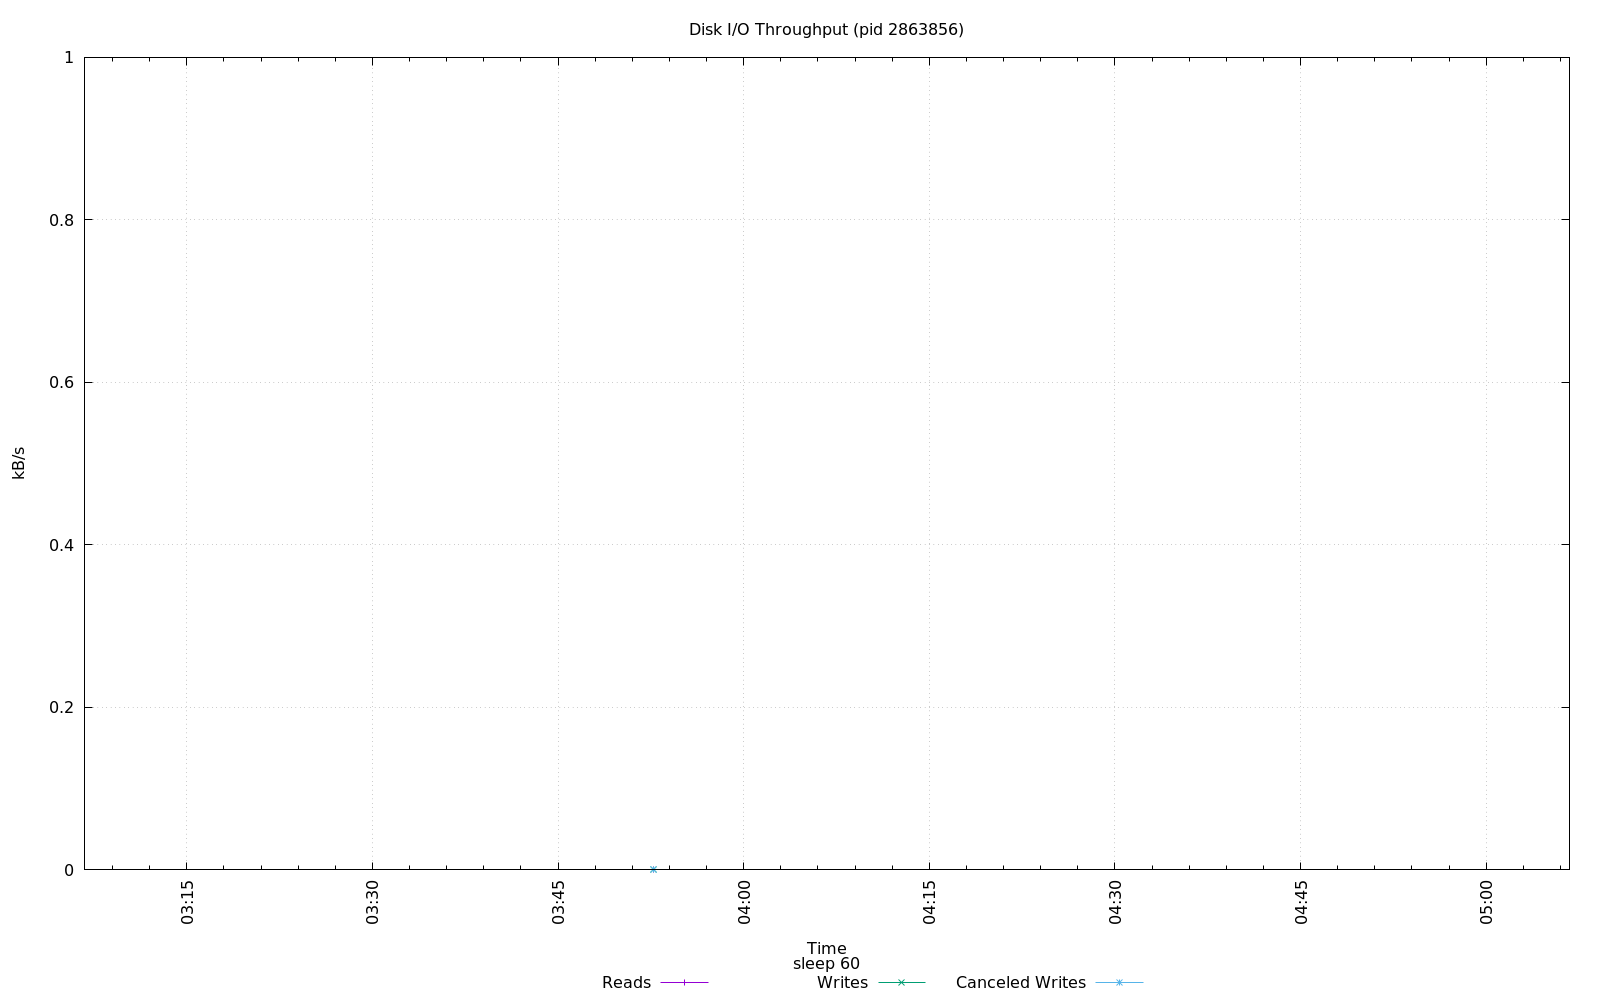 Disk I/O Throughput (pid 2863856)
1
0.8
0.6
0.4
0.2
0
kB/s
03:15
03:30
03:45
04:00
04:15
04:30
04:45
05:00
Time
sleep 60
Reads
Writes
Canceled Writes